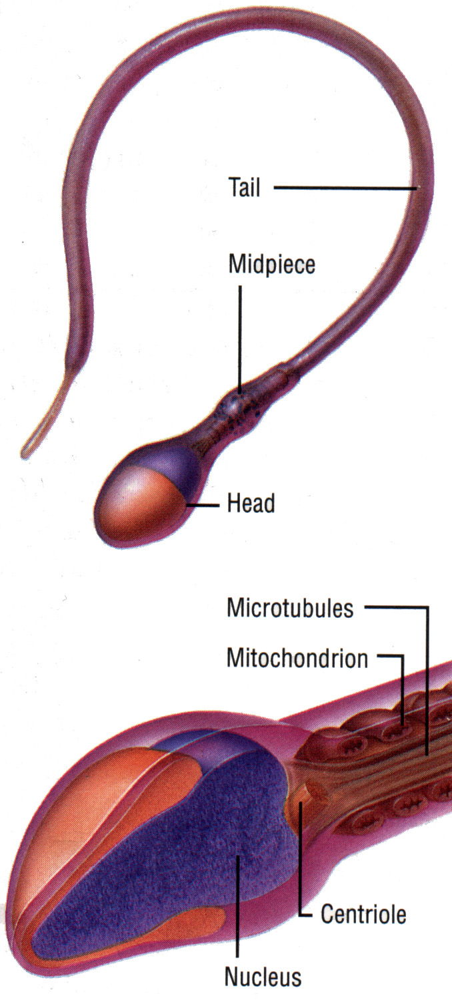 Tail
Midpiece
Head
Microtubules
Mitochondrion
Centriole
Nucleus